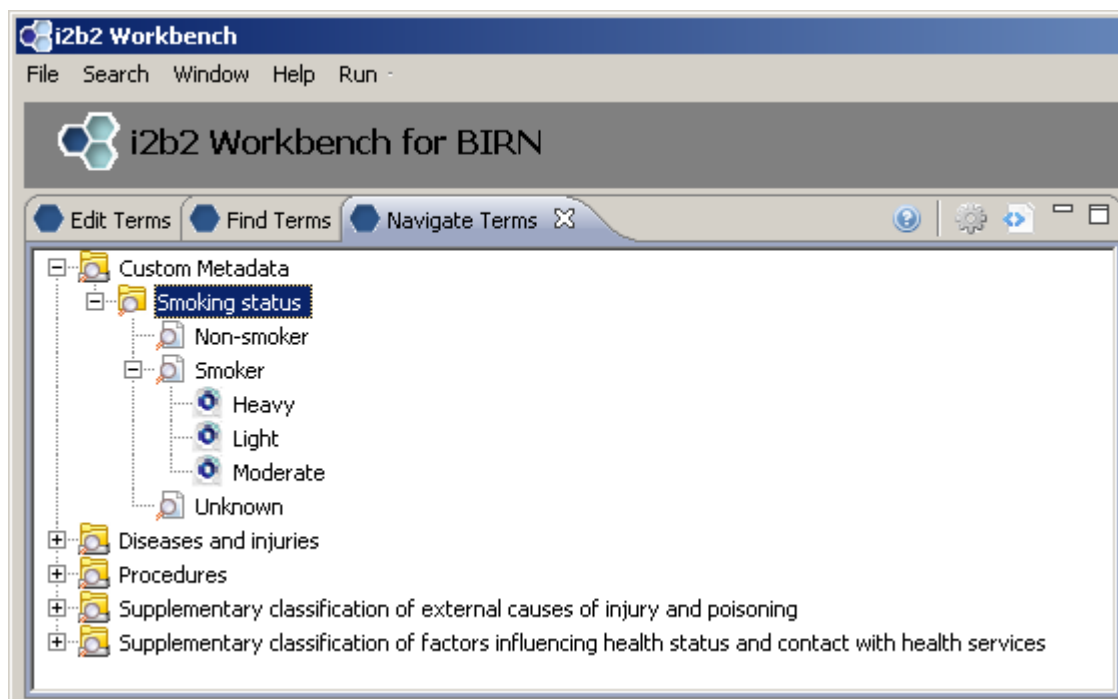 i2b2 Workbench
File Search Window Help Run
i2b2 Workbench for BIRN
Edit Terms Find Terms Navigate Terms
Custom Metadata
Smoking status
Non-smoker
Smoker
Heavy
Light
Moderate
Unknown
Diseases and injuries
Procedures
Supplementary classification of external causes of injury and poisoning
Supplementary classification of factors influencing health status and contact with health services